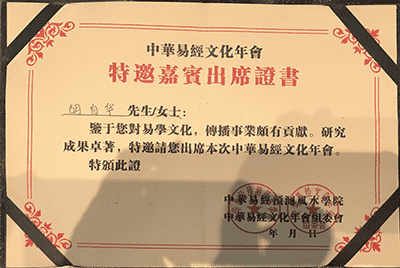 中華易經文化年會
特邀嘉賓出席證書
胡自华 先生/女士:
鑒于您對易學文化，傳播事業頗有貢獻。研究
成果卓著，特邀請您出席本次中華易經文化年會。
特頒此證
中華易經預測風水學院
中華易經文化年會組委會
年 月 日